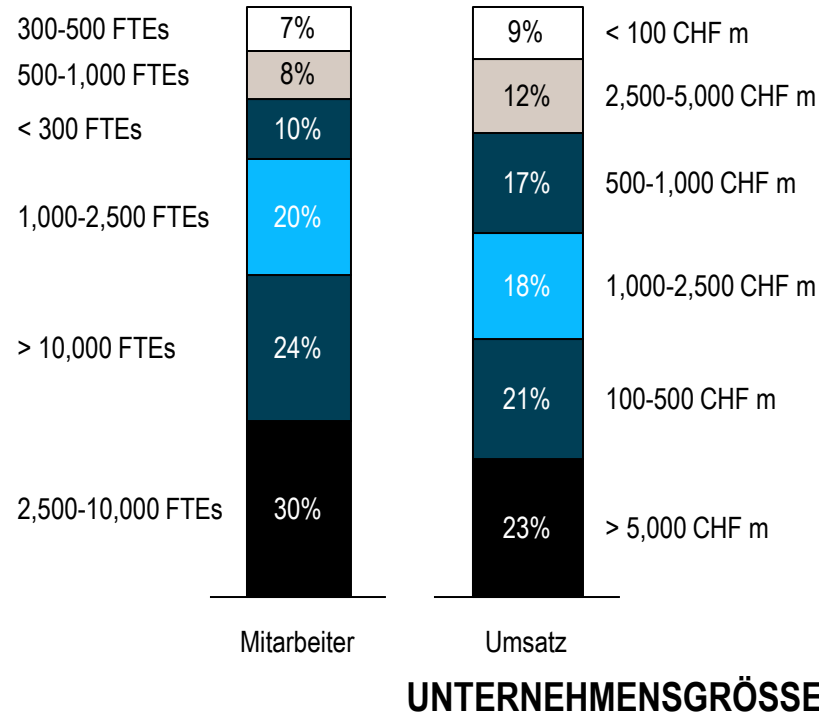 300-500 FTEs 7% 9% < 100 CHF m
500-1,000 FTEs 8% 12% 2,500-5,000 CHF m
< 300 FTEs 10% 17% 500-1,000 CHF m
1,000-2,500 FTEs 20% 18% 1,000-2,500 CHF m
> 10,000 FTEs 24% 21% 100-500 CHF m
2,500-10,000 FTEs 30% 23% > 5,000 CHF m
Mitarbeiter Umsatz
UNTERNEHMENSGRÖSSE